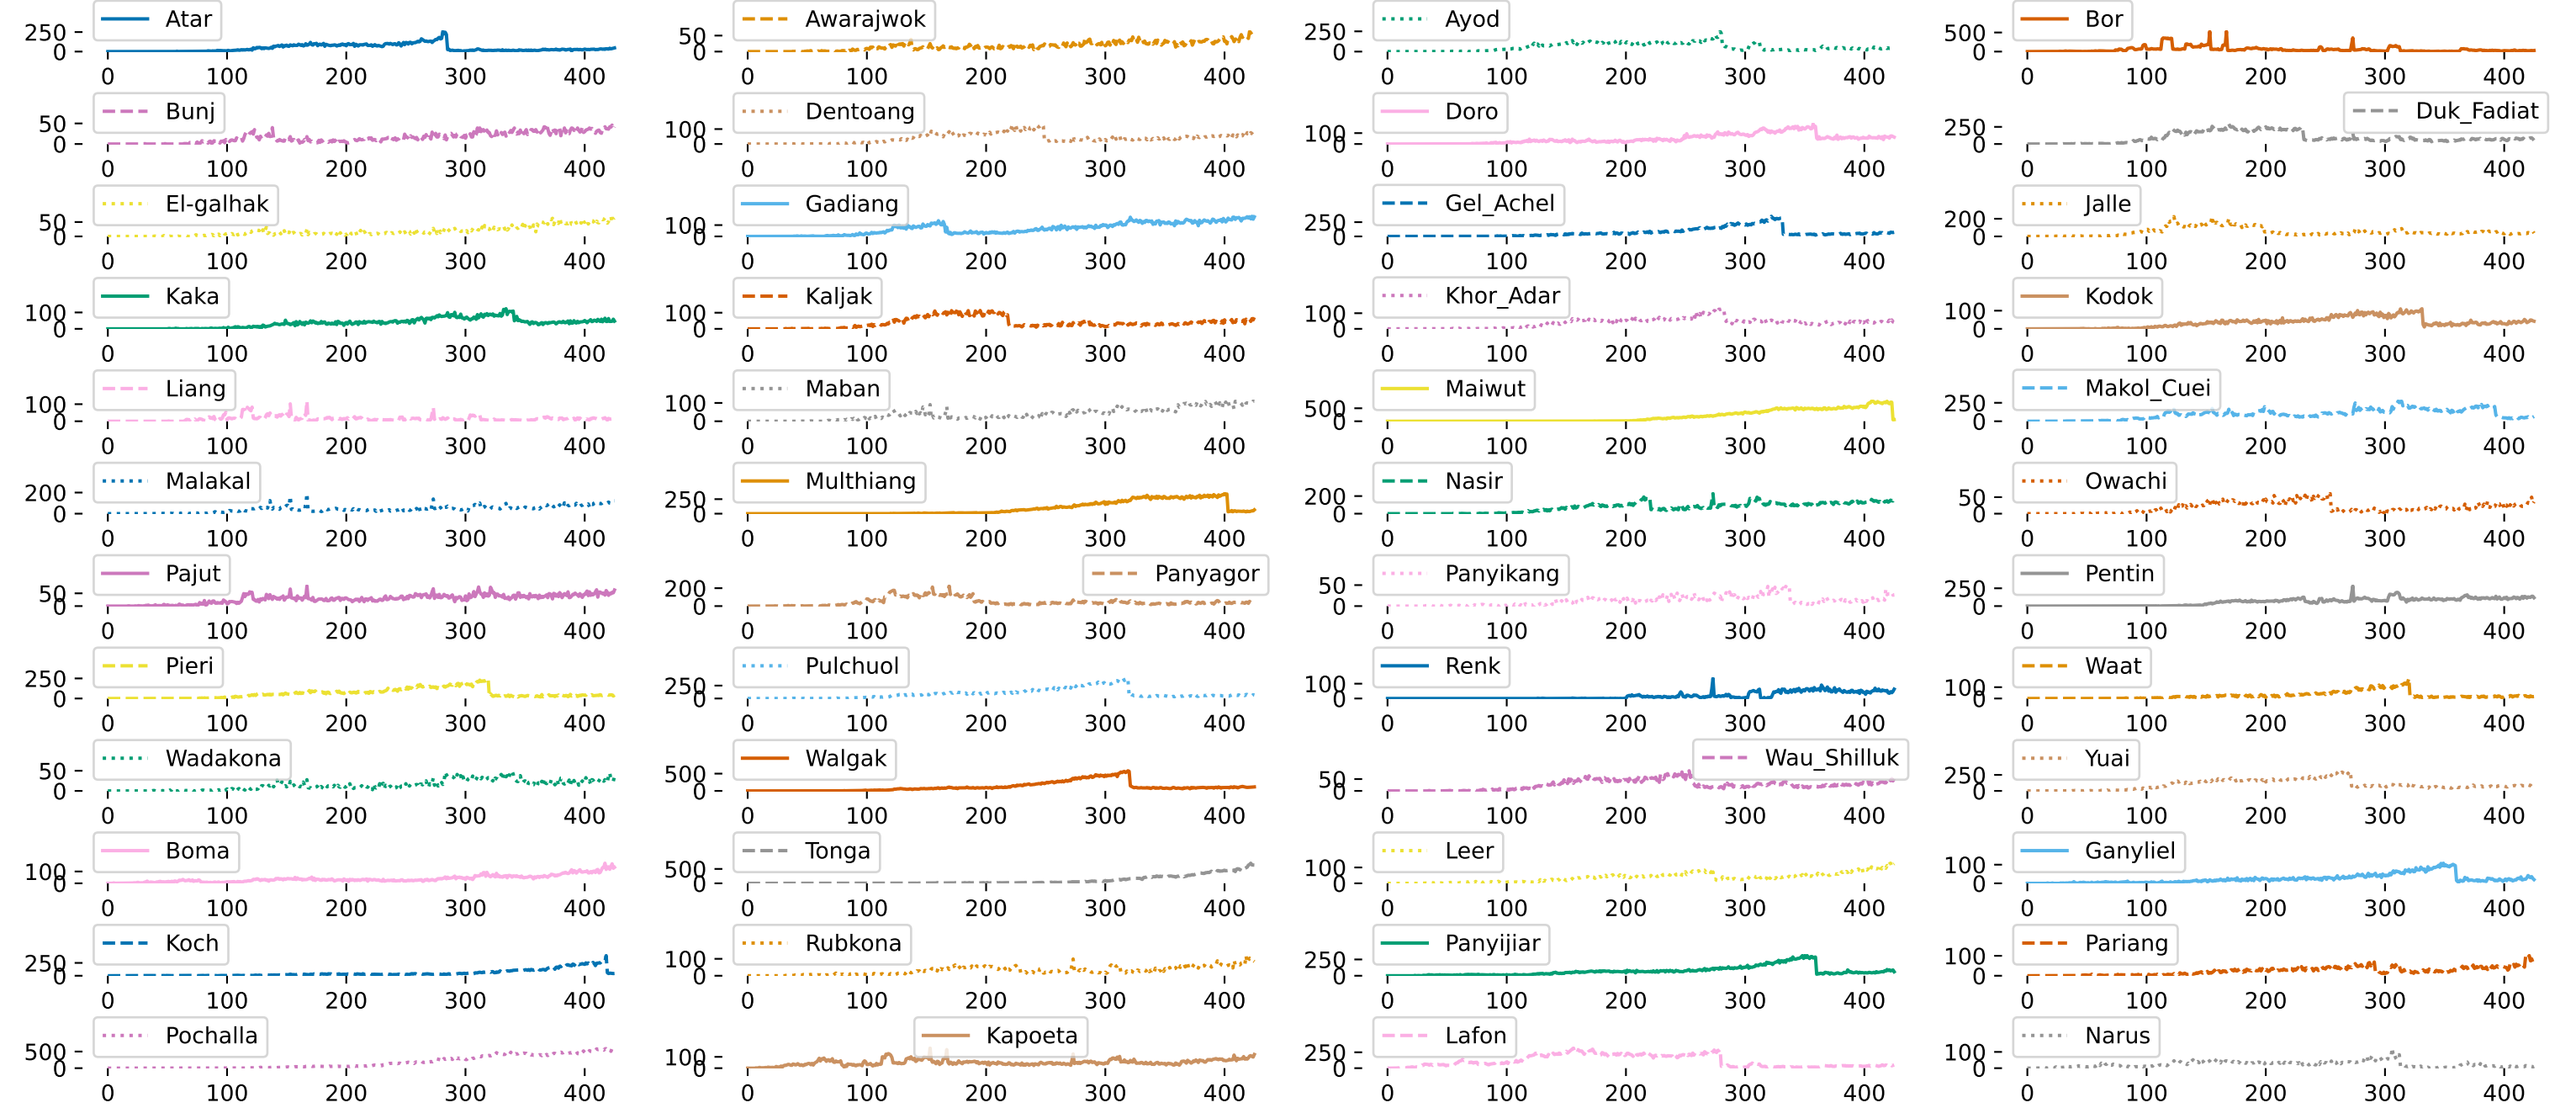 Atar Awarajwok Ayod Bor
250 50 250 500
0 0 0 0
0 100 200 300 400 0 100 200 300 400 0 100 200 300 400 0 100 200 300 400
Bunj Dentoang Doro Duk_Fadiat
50 100 100 250
0 0 0 0
0 100 200 300 400 0 100 200 300 400 0 100 200 300 400 0 100 200 300 400
El-galhak Gadiang Gel_Achel Jalle
50 100 250 200
0 0 0 0
0 100 200 300 400 0 100 200 300 400 0 100 200 300 400 0 100 200 300 400
Kaka Kaljak Khor_Adar Kodok
100 100 100 100
0 0 0 0
0 100 200 300 400 0 100 200 300 400 0 100 200 300 400 0 100 200 300 400
Liang Maban Maiwut Makol_Cuei
100 100 500 250
0 0 0 0
0 100 200 300 400 0 100 200 300 400 0 100 200 300 400 0 100 200 300 400
Malakal Multhiang Nasir Owachi
200 250 200 50
0 0 0 0
0 100 200 300 400 0 100 200 300 400 0 100 200 300 400 0 100 200 300 400
Pajut Panyagor Panyikang Pentin
50 200 50 250
0 0 0 0
0 100 200 300 400 0 100 200 300 400 0 100 200 300 400 0 100 200 300 400
Pieri Pulchuol Renk Waat
250 250 100 100
0 0 0 0
0 100 200 300 400 0 100 200 300 400 0 100 200 300 400 0 100 200 300 400
Wadakona Walgak Wau_Shilluk Yuai
50 500 50 250
0 0 0 0
0 100 200 300 400 0 100 200 300 400 0 100 200 300 400 0 100 200 300 400
Boma Tonga Leer Ganyliel
100 500 100 100
0 0 0 0
0 100 200 300 400 0 100 200 300 400 0 100 200 300 400 0 100 200 300 400
Koch Rubkona Panyijiar Pariang
250 100 250 100
0 0 0 0
0 100 200 300 400 0 100 200 300 400 0 100 200 300 400 0 100 200 300 400
Pochalla Kapoeta Lafon Narus
500 100 250 100
0 0 0 0
0 100 200 300 400 0 100 200 300 400 0 100 200 300 400 0 100 200 300 400